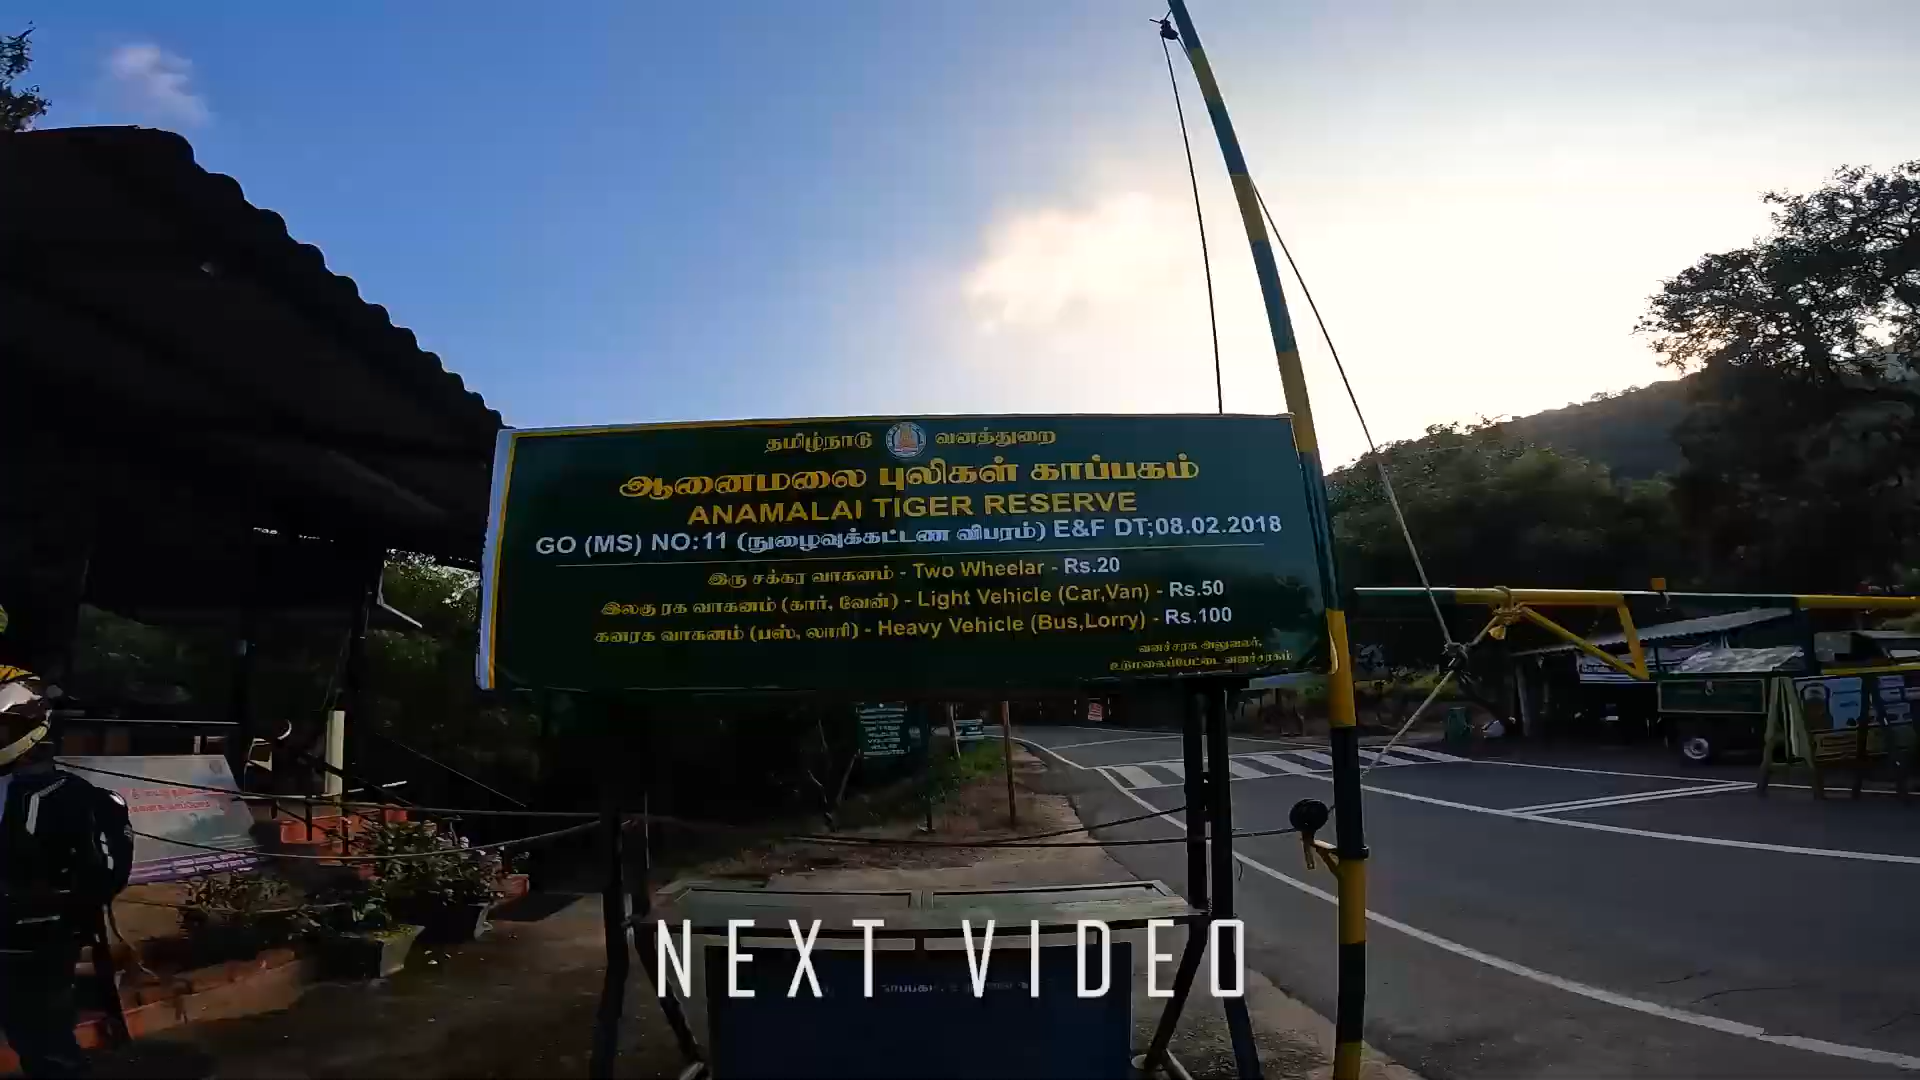 தமிழ்நாடு வனத்துறை
ஆனைமலை புலிகள் காப்பகம்
ANAMALAI TIGER RESERVE
GO (MS) NO:11 (நுழைவுக்கட்டண விபரம்) E&F DT;08.02.2018
இரு சக்கர வாகனம் - Two Wheelar - Rs.20
இலகு ரக வாகனம் (கார், வேன்) - Light Vehicle (Car,Van) - Rs.50
கனரக வாகனம் (பஸ், லாரி) - Heavy Vehicle (Bus,Lorry) - Rs.100
வனச்சரக அலுவலர்,
உடுமலைப்பேட்டை வனச்சரகம்
NEXT VIDEO